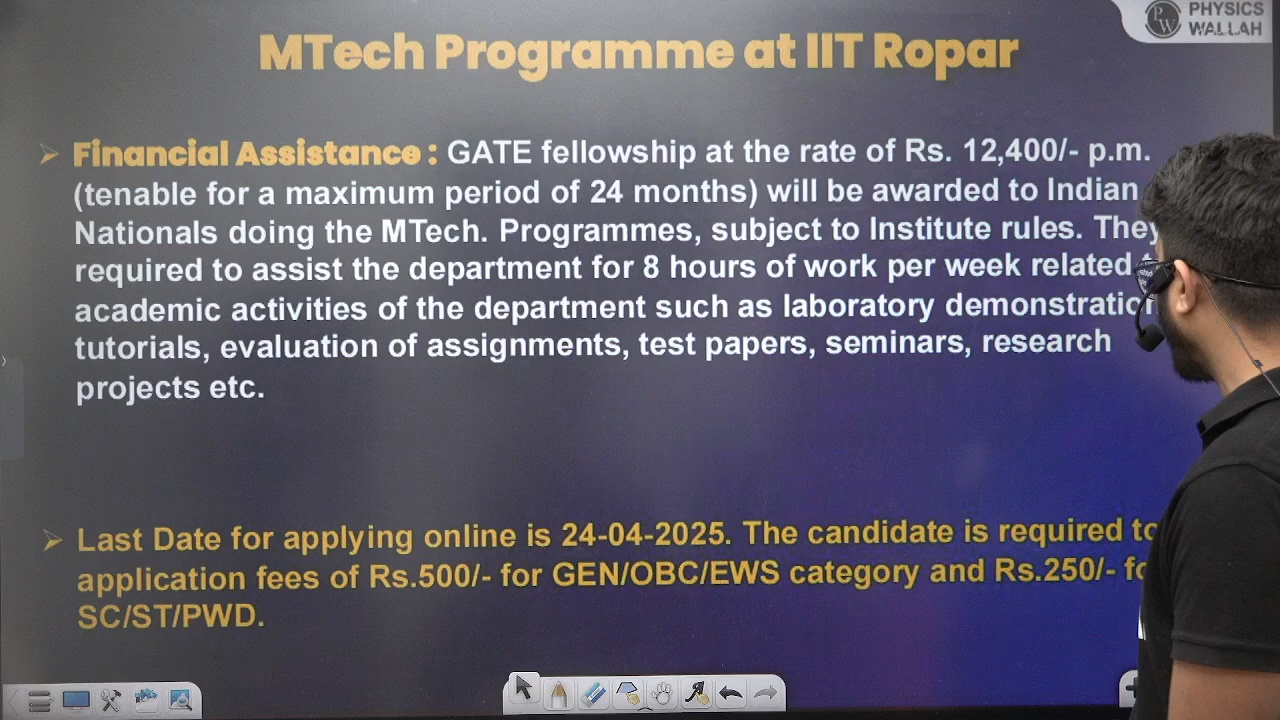 PHYSICS
WALLAH
MTech Programme at IIT Ropar
Financial Assistance : GATE fellowship at the rate of Rs. 12,400/- p.m.
(tenable for a maximum period of 24 months) will be awarded to Indian
Nationals doing the MTech. Programmes, subject to Institute rules. They
required to assist the department for 8 hours of work per week related
academic activities of the department such as laboratory demonstration
tutorials, evaluation of assignments, test papers, seminars, research
projects etc.
Last Date for applying online is 24-04-2025. The candidate is required to
application fees of Rs.500/- for GEN/OBC/EWS category and Rs.250/-
SC/ST/PWD.